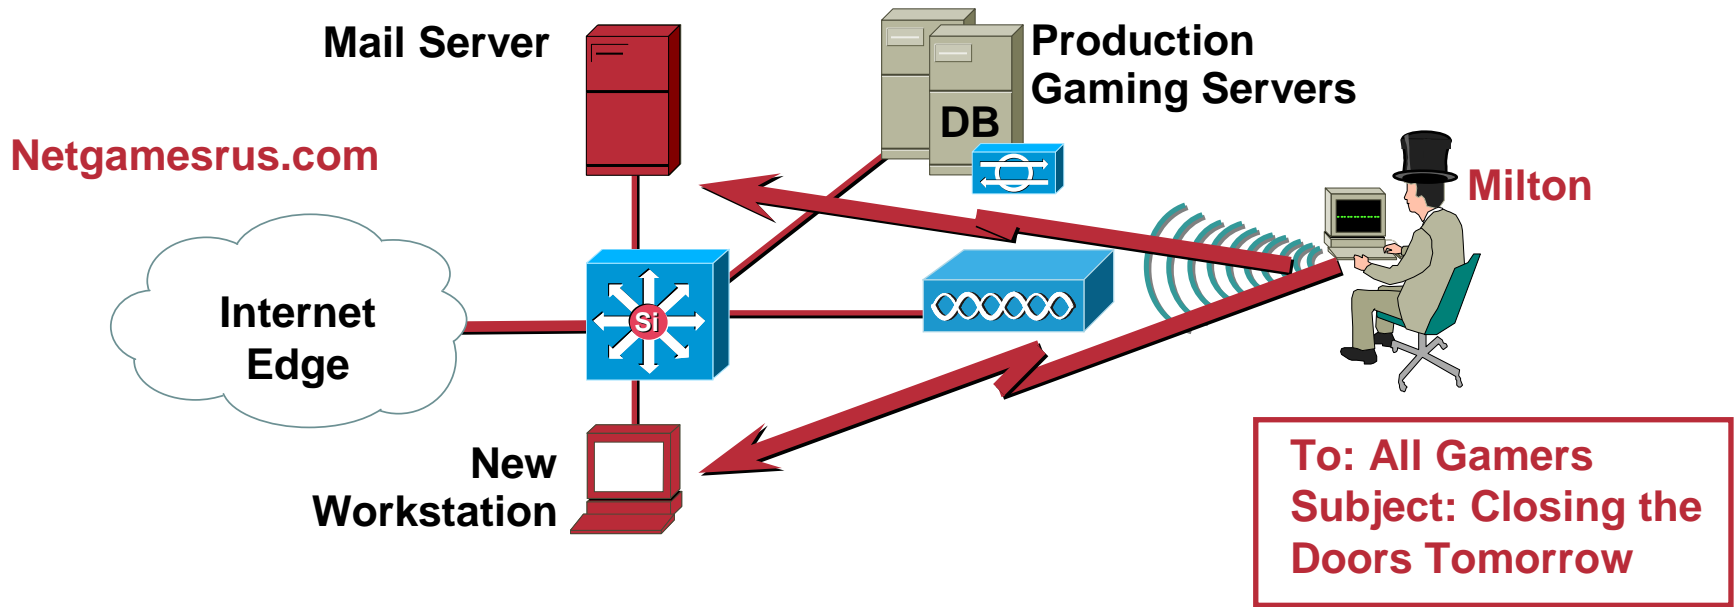 Mail Server
Production
Gaming Servers
DB
Netgamesrus.com
Milton
Internet
Edge
Si
New
Workstation
To: All Gamers
Subject: Closing the
Doors Tomorrow